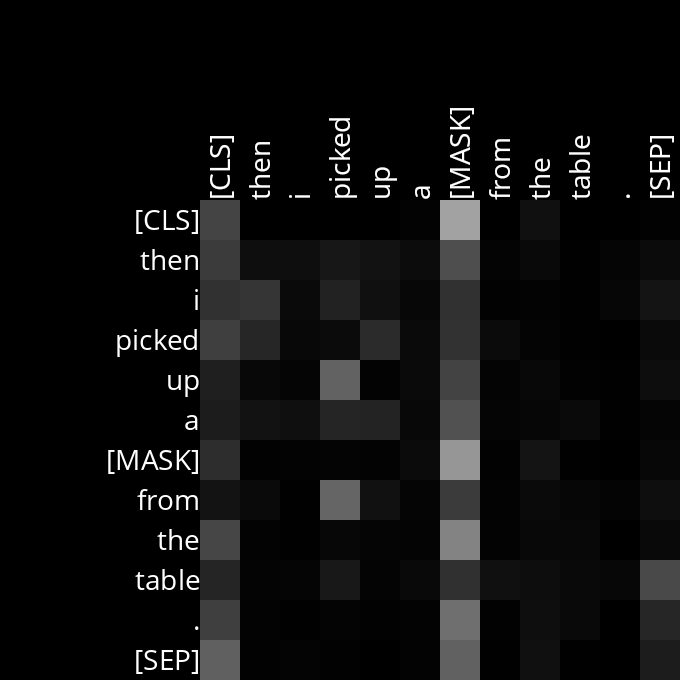 [CLS] then i picked up a [MASK] from the table . [SEP]
[CLS]
then
i
picked
up
a
[MASK]
from
the
table
.
[SEP]